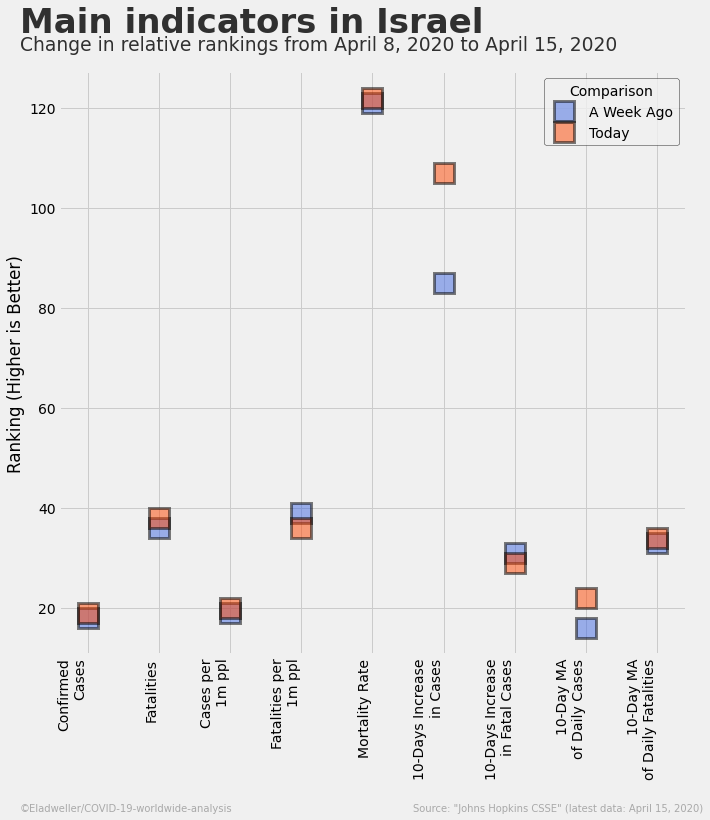 Main indicators in Israel
Change in relative rankings from April 8, 2020 to April 15, 2020
Comparison
A Week Ago
Today
Ranking (Higher is Better)
120
100
80
60
40
20
Confirmed
Cases
Fatalities
Cases per
1m ppl
Fatalities per
1m ppl
Mortality Rate
10-Days Increase
in Cases
10-Days Increase
in Fatal Cases
10-Day MA
of Daily Cases
10-Day MA
of Daily Fatalities
©Eladweller/COVID-19-worldwide-analysis
Source: "Johns Hopkins CSSE" (latest data: April 15, 2020)